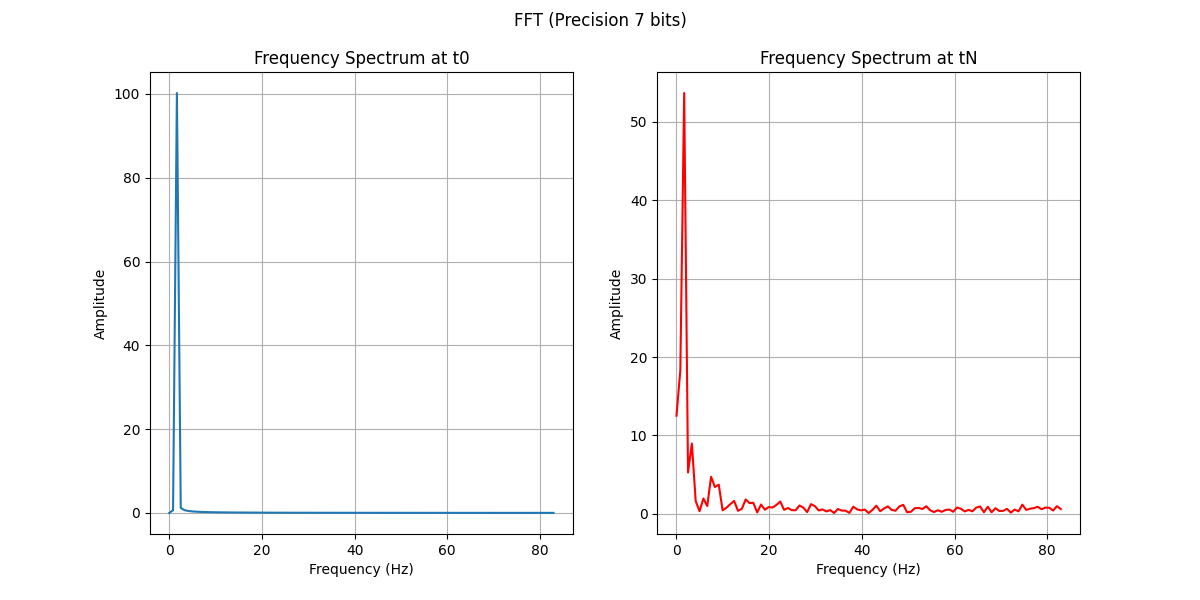 FFT (Precision 7 bits)
Frequency Spectrum at t0
Frequency Spectrum at tN
100
80
60
40
20
0
Amplitude
0 20 40 60 80
Frequency (Hz)
50
40
30
20
10
0
Amplitude
0 20 40 60 80
Frequency (Hz)